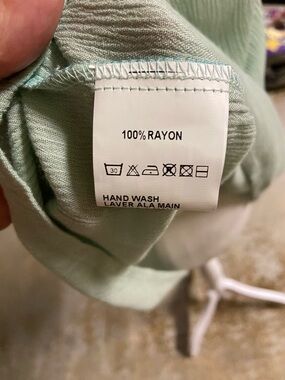 100% RAYON
30
HAND WASH
LAVER ALA MAIN